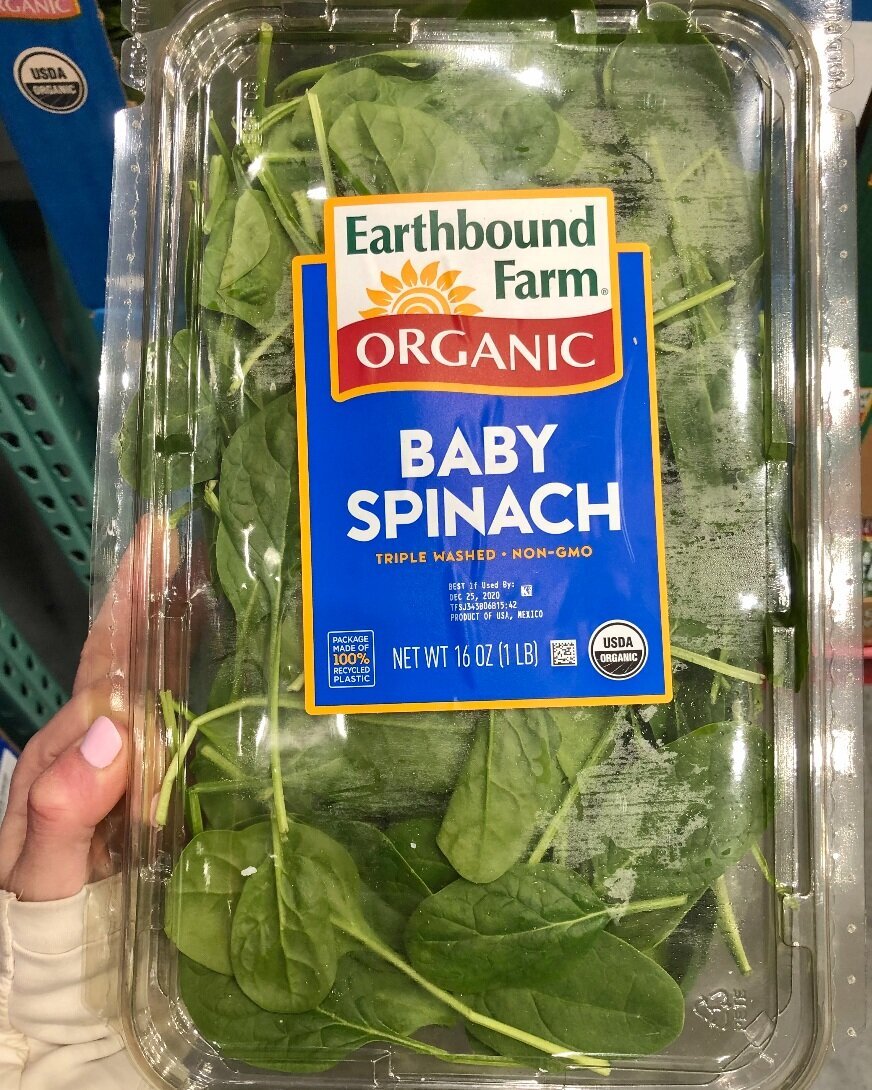 GANIC
USDA
ORGANIC
Earthbound
Farm®
ORGANIC
BABY
SPINACH
TRIPLE WASHED • NON-GMO
BEST if Used By:
DEC 25, 2020
PRODUCT OF USA, MEXICO
PACKAGE
MADE OF
100%
RECYCLED
PLASTIC
NET WT 16 OZ (1 LB)
USDA
ORGANIC